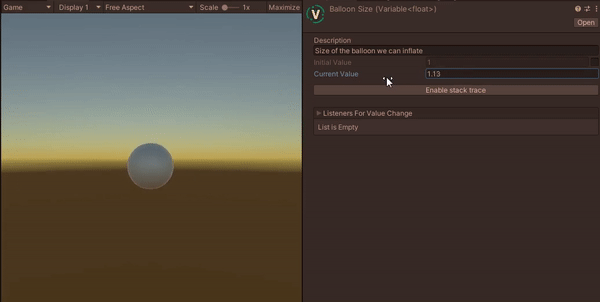 Game Display 1 Free Aspect Scale 1x Maximize
V Balloon Size (Variable<float>)
Open
Description
Size of the balloon we can inflate
Initial Value 1
Current Value 1.13
Enable stack trace
Listeners For Value Change
List is Empty